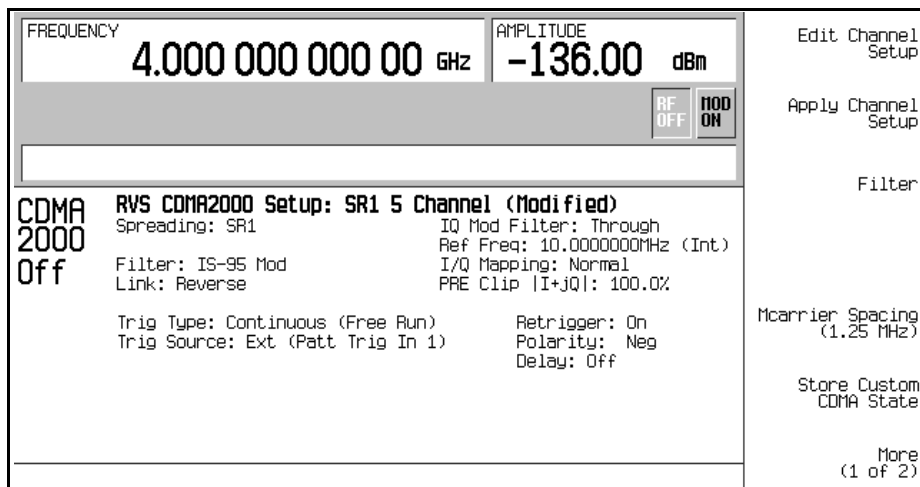 FREQUENCY
4.000 000 000 00 GHz
AMPLITUDE
-136.00 dBm
RF OFF
MOD ON
CDMA 2000 Off
RVS CDMA2000 Setup: SR1 5 Channel (Modified)
Spreading: SR1
IQ Mod Filter: Through
Ref Freq: 10.0000000MHz (Int)
Filter: IS-95 Mod
I/Q Mapping: Normal
Link: Reverse
PRE Clip |I+jQ|: 100.0%
Trig Type: Continuous (Free Run)
Retrigger: On
Trig Source: Ext (Patt Trig In 1)
Polarity: Neg
Delay: Off
Edit Channel
Setup
Apply Channel
Setup
Filter
Mcarrier Spacing
(1.25 MHz)
Store Custom
CDMA State
More
(1 of 2)